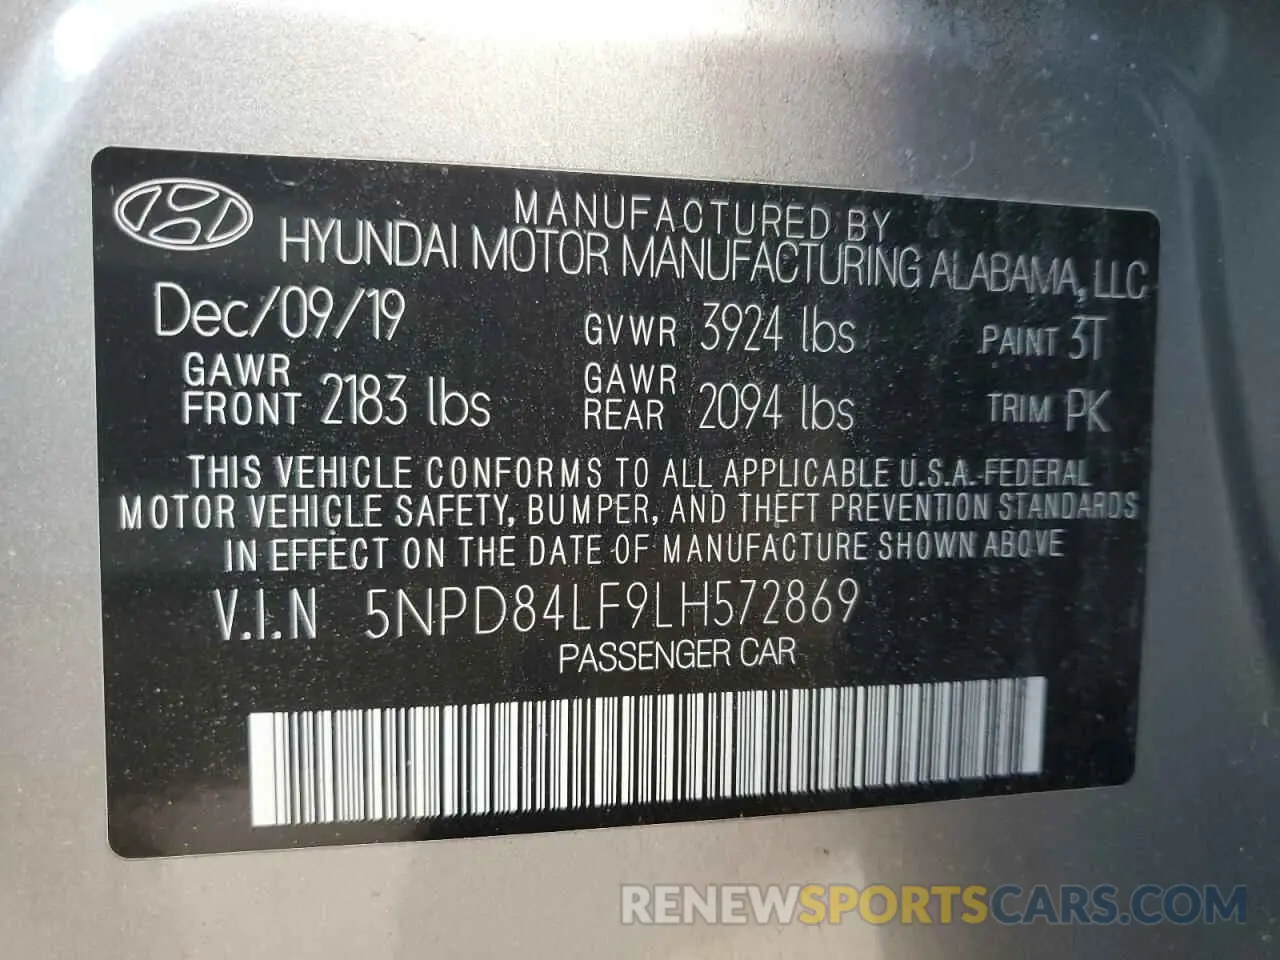 MANUFACTURED BY
HYUNDAI MOTOR MANUFACTURING ALABAMA, LLC
Dec/09/19 GVWR 3924 lbs PAINT 3T
GAWR FRONT 2183 lbs GAWR REAR 2094 lbs TRIM PK
THIS VEHICLE CONFORMS TO ALL APPLICABLE U.S.A.-FEDERAL
MOTOR VEHICLE SAFETY, BUMPER, AND THEFT PREVENTION STANDARDS
IN EFFECT ON THE DATE OF MANUFACTURE SHOWN ABOVE
V.I.N 5NPD84LF9LH572869
PASSENGER CAR
RENEWSPORTSCARS.COM